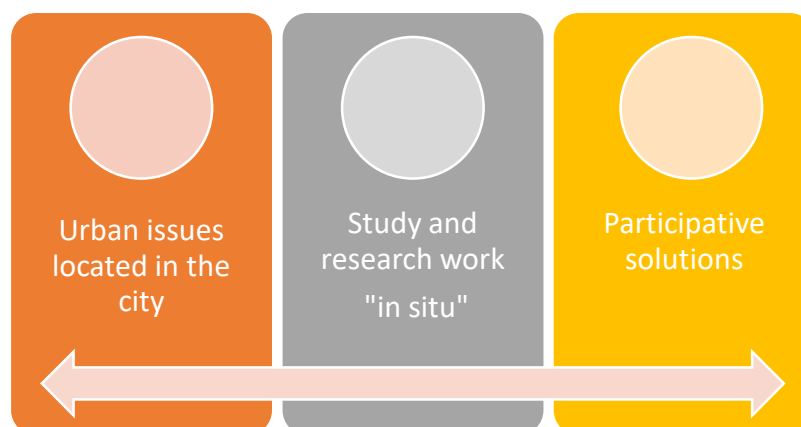 Urban issues
located in the
city
Study and
research work
"in situ"
Participative
solutions